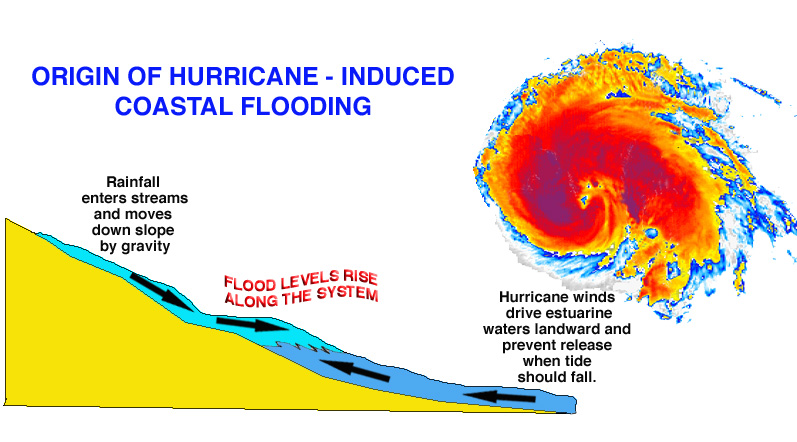 ORIGIN OF HURRICANE - INDUCED
COASTAL FLOODING
Rainfall
enters streams
and moves
down slope
by gravity
FLOOD LEVELS RISE
ALONG THE SYSTEM
Hurricane winds
drive estuarine
waters landward and
prevent release
when tide
should fall.